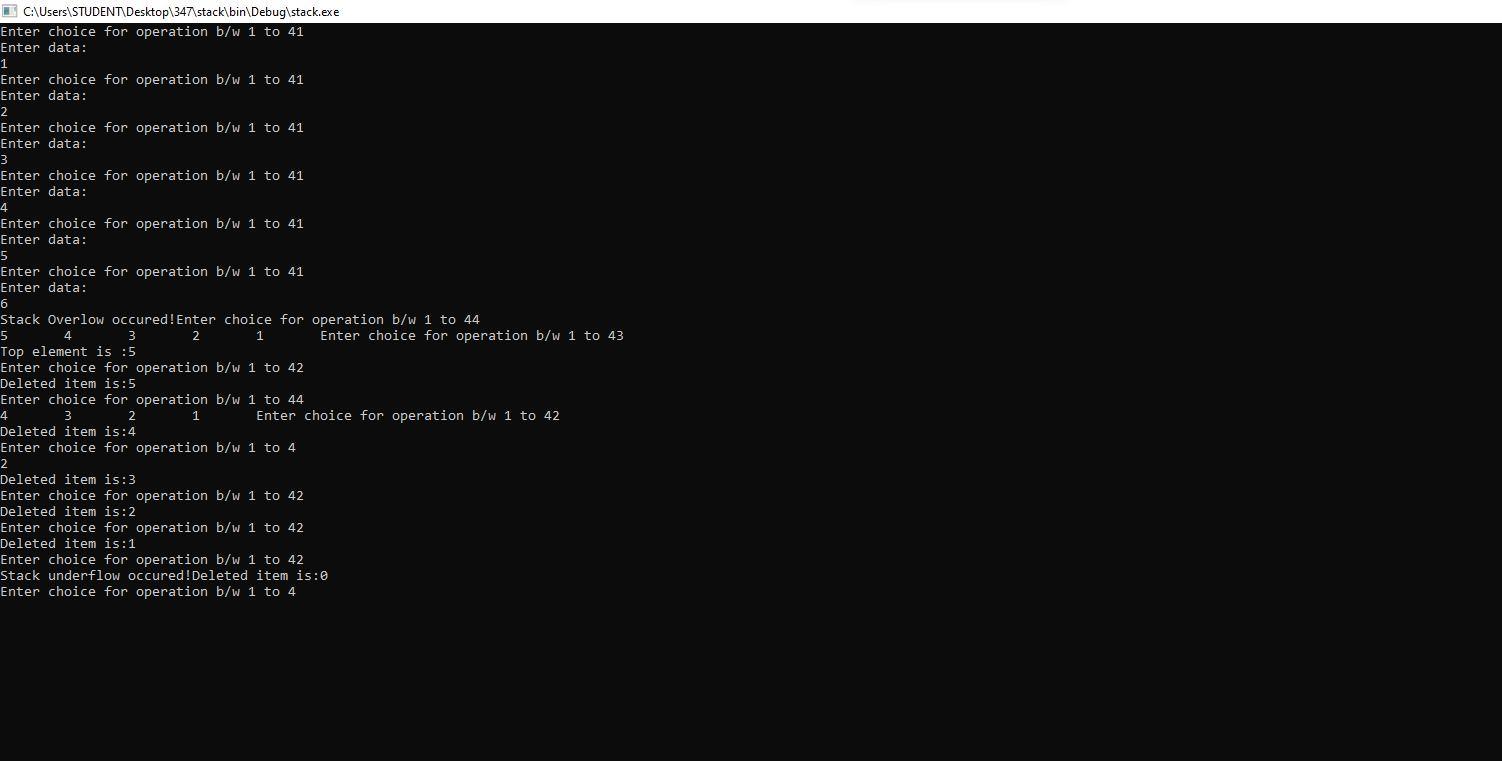 C:\Users\STUDENT\Desktop\347\stack\bin\Debug\stack.exe
Enter choice for operation b/w 1 to 41
Enter data:
1
Enter choice for operation b/w 1 to 41
Enter data:
2
Enter choice for operation b/w 1 to 41
Enter data:
3
Enter choice for operation b/w 1 to 41
Enter data:
4
Enter choice for operation b/w 1 to 41
Enter data:
5
Enter choice for operation b/w 1 to 41
Enter data:
6
Stack Overlow occured!Enter choice for operation b/w 1 to 44
5       4       3       2       1       Enter choice for operation b/w 1 to 43
Top element is :5
Enter choice for operation b/w 1 to 42
Deleted item is:5
Enter choice for operation b/w 1 to 44
4       3       2       1       Enter choice for operation b/w 1 to 42
Deleted item is:4
Enter choice for operation b/w 1 to 4
2
Deleted item is:3
Enter choice for operation b/w 1 to 42
Deleted item is:2
Enter choice for operation b/w 1 to 42
Deleted item is:1
Enter choice for operation b/w 1 to 42
Stack underflow occured!Deleted item is:0
Enter choice for operation b/w 1 to 4